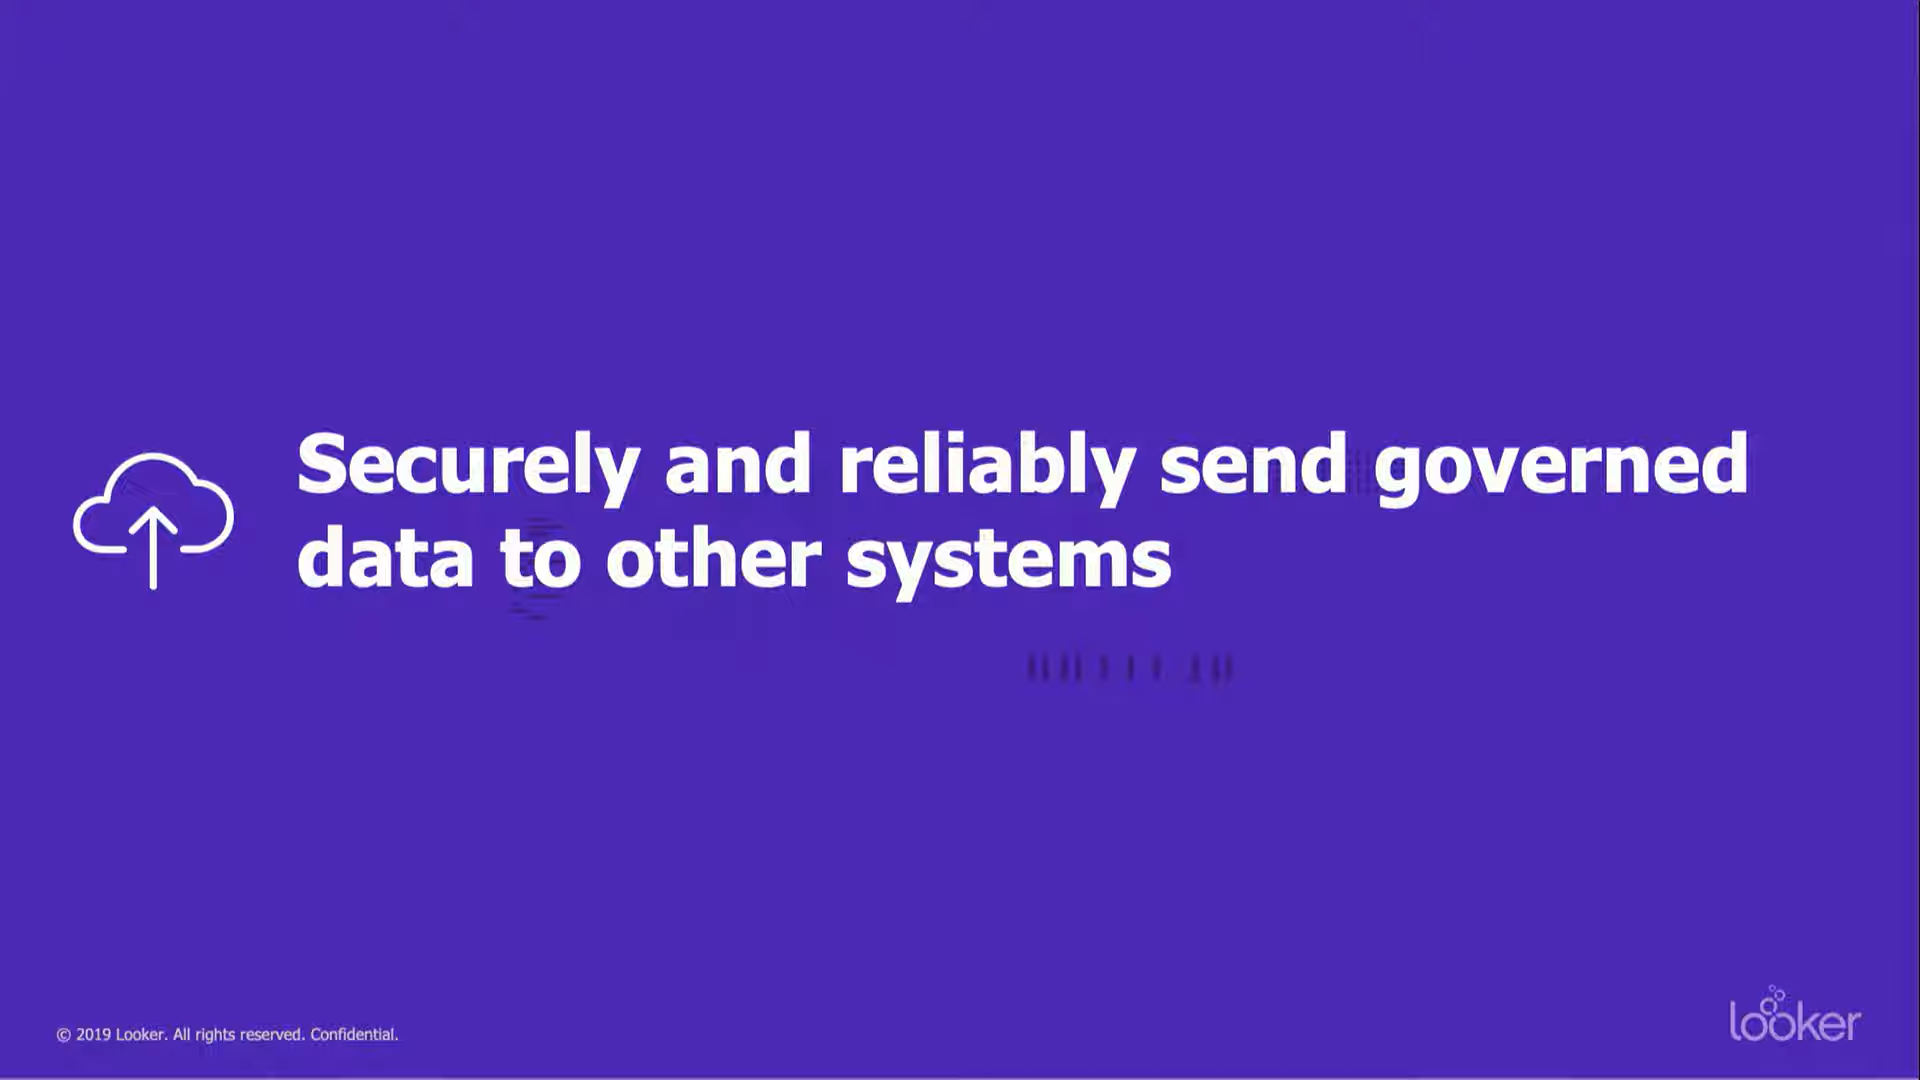 Securely and reliably send governed
data to other systems
© 2019 Looker. All rights reserved. Confidential.
looker